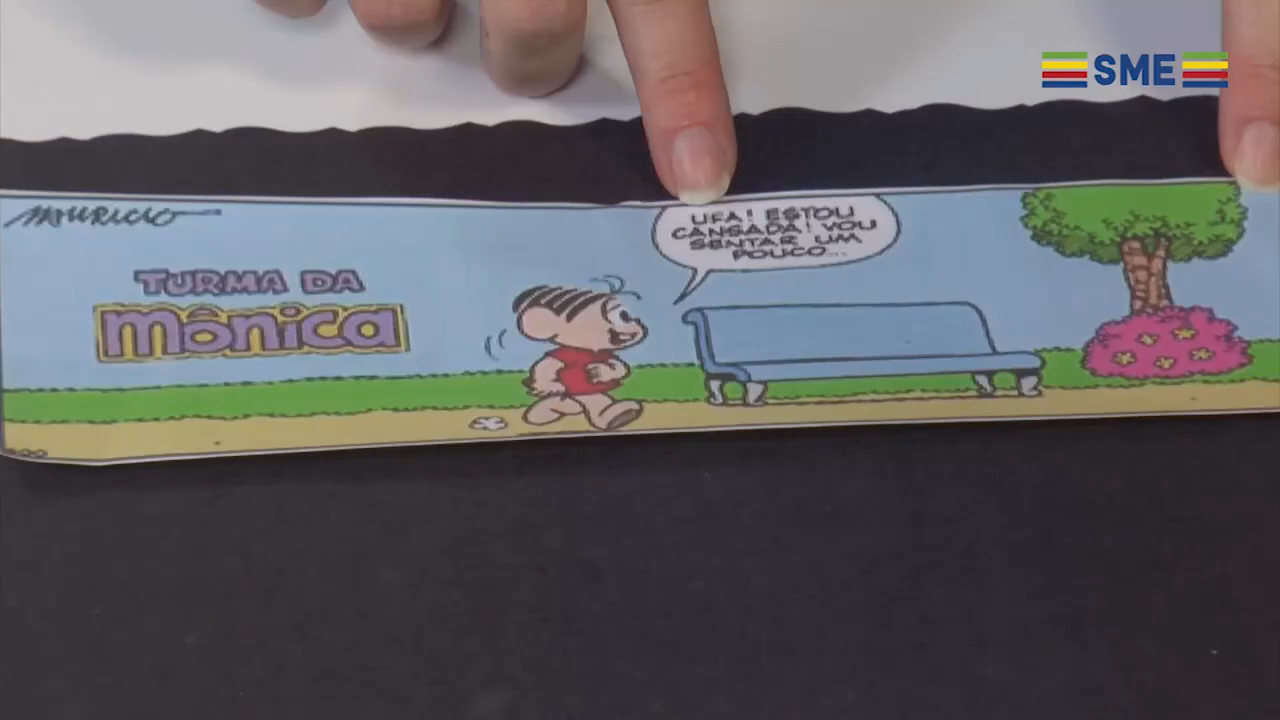 SME
MAURICIO
UFA! ESTOU
CANSADA! VOU
SENTAR UM
POUCO...
TURMA DA
MÔNICA